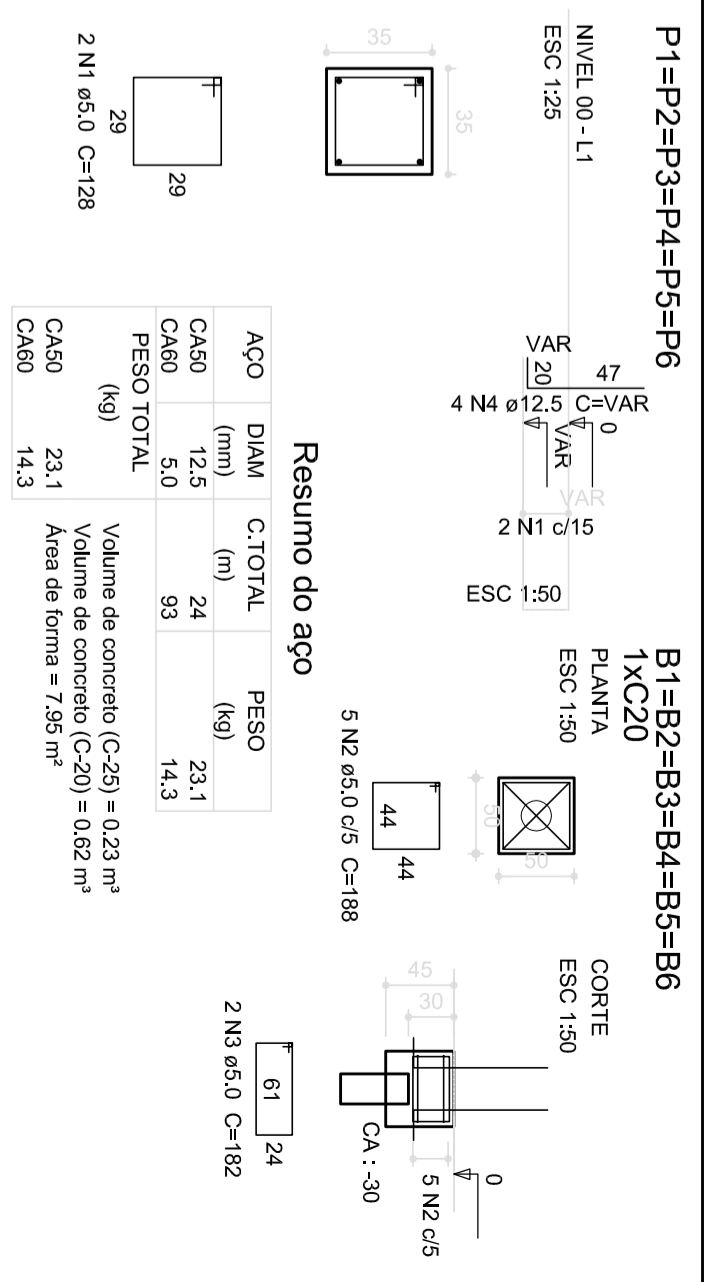 P1=P2=P3=P4=P5=P6
NIVEL 00 - L1
ESC 1:25
35
35
29
29
2 N1 ø5.0 C=128
VAR
20
47
4 N4 ø12.5 C=VAR
0
VAR
VAR
2 N1 c/15
ESC 1:50
B1=B2=B3=B4=B5=B6
1xC20
PLANTA
ESC 1:50
50
50
44
44
5 N2 ø5.0 c/5 C=188
CORTE
ESC 1:50
45
30
0
5 N2 c/5
CA : -30
61
24
2 N3 ø5.0 C=182
Resumo do aço
AÇO DIAM C.TOTAL PESO
(mm) (m) (kg)
CA50 12.5 24 23.1
CA60 5.0 93 14.3
PESO TOTAL
(kg)
CA50 23.1
CA60 14.3
Volume de concreto (C-25) = 0.23 m³
Volume de concreto (C-20) = 0.62 m³
Área de forma = 7.95 m²